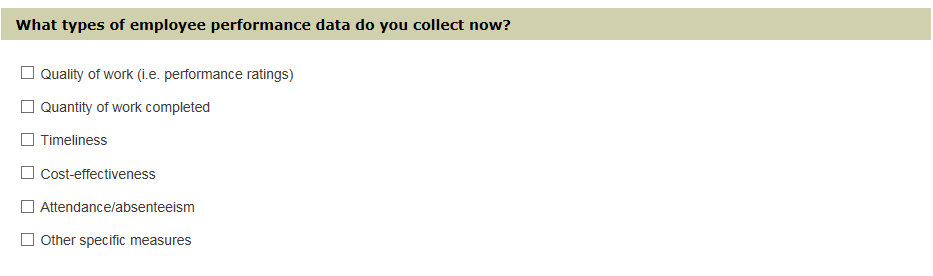 What types of employee performance data do you collect now?
Quality of work (i.e. performance ratings)
Quantity of work completed
Timeliness
Cost-effectiveness
Attendance/absenteeism
Other specific measures